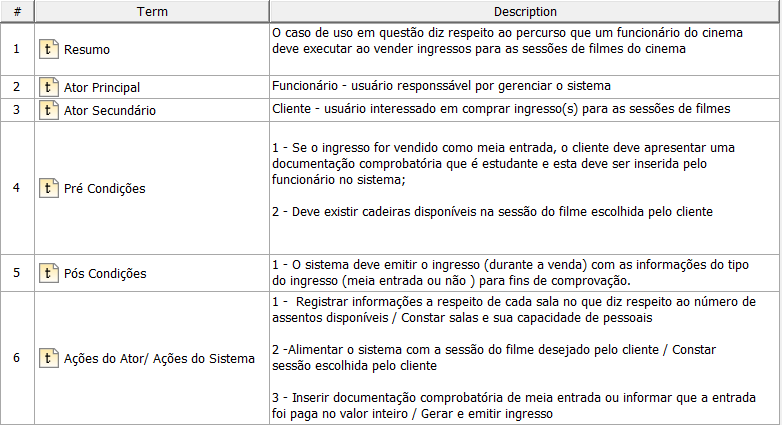 # Term Description
1 t Resumo O caso de uso em questão diz respeito ao percurso que um funcionário do cinema
deve executar ao vender ingressos para as sessões de filmes do cinema
2 t Ator Principal Funcionário - usuário responssável por gerenciar o sistema
3 t Ator Secundário Cliente - usuário interessado em comprar ingresso(s) para as sessões de filmes
4 t Pré Condições
1 - Se o ingresso for vendido como meia entrada, o cliente deve apresentar uma
documentação comprobatória que é estudante e esta deve ser inserida pelo
funcionário no sistema;
2 - Deve existir cadeiras disponíveis na sessão do filme escolhida pelo cliente
5 t Pós Condições
1 - O sistema deve emitir o ingresso (durante a venda) com as informações do tipo
do ingresso (meia entrada ou não ) para fins de comprovação.
6 t Ações do Ator/ Ações do Sistema
1 - Registrar informações a respeito de cada sala no que diz respeito ao número de
assentos disponíveis / Constar salas e sua capacidade de pessoais
2 -Alimentar o sistema com a sessão do filme desejado pelo cliente / Constar
sessão escolhida pelo cliente
3 - Inserir documentação comprobatória de meia entrada ou informar que a entrada
foi paga no valor inteiro / Gerar e emitir ingresso